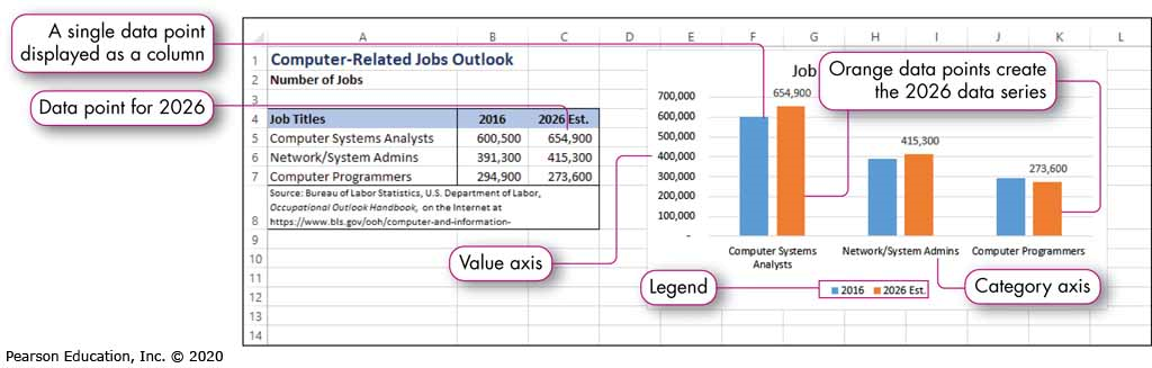 A single data point
displayed as a column
Data point for 2026
A B C D E F G H I J K L
1 Computer-Related Jobs Outlook
2 Number of Jobs
3
4 Job Titles 2016 2026 Est.
5 Computer Systems Analysts 600,500 654,900
6 Network/System Admins 391,300 415,300
7 Computer Programmers 294,900 273,600
Source: Bureau of Labor Statistics, U.S. Department of Labor,
Occupational Outlook Handbook, on the Internet at
8 https://www.bls.gov/ooh/computer-and-information-
9
10
11
12
13
14
Job
Orange data points create
the 2026 data series
700,000
600,000
500,000
400,000
300,000
200,000
100,000
-
654,900
415,300
273,600
Computer Systems
Analysts
Network/System Admins
Computer Programmers
Value axis
Legend
2016 2026 Est.
Category axis
Pearson Education, Inc. © 2020